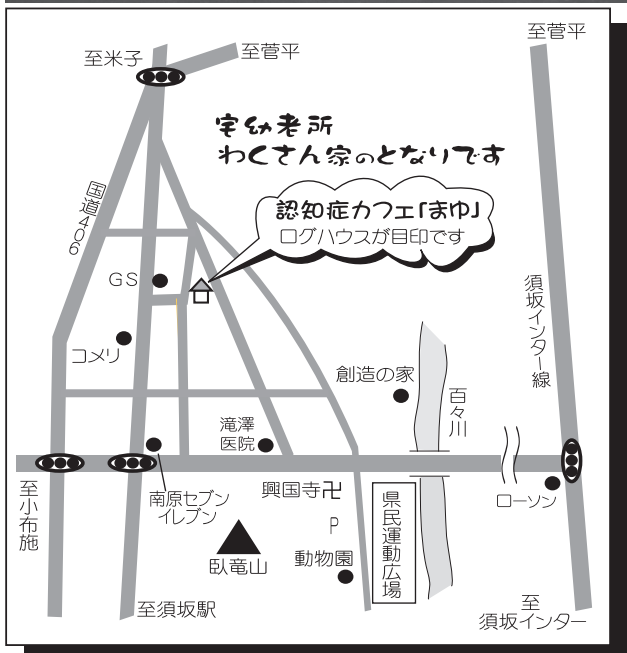 至菅平
至米子
至菅平
宅幼老所
わくさん家のとなりです
国道406
認知症カフェ「まゆ」
ログハウスが目印です
GS
須坂インター線
コメリ
創造の家
百々川
滝澤
医院
至小布施
南原セブン
イレブン
興国寺卍
ローソン
P
県民運動広場
動物園
臥竜山
至須坂駅
至
須坂インター